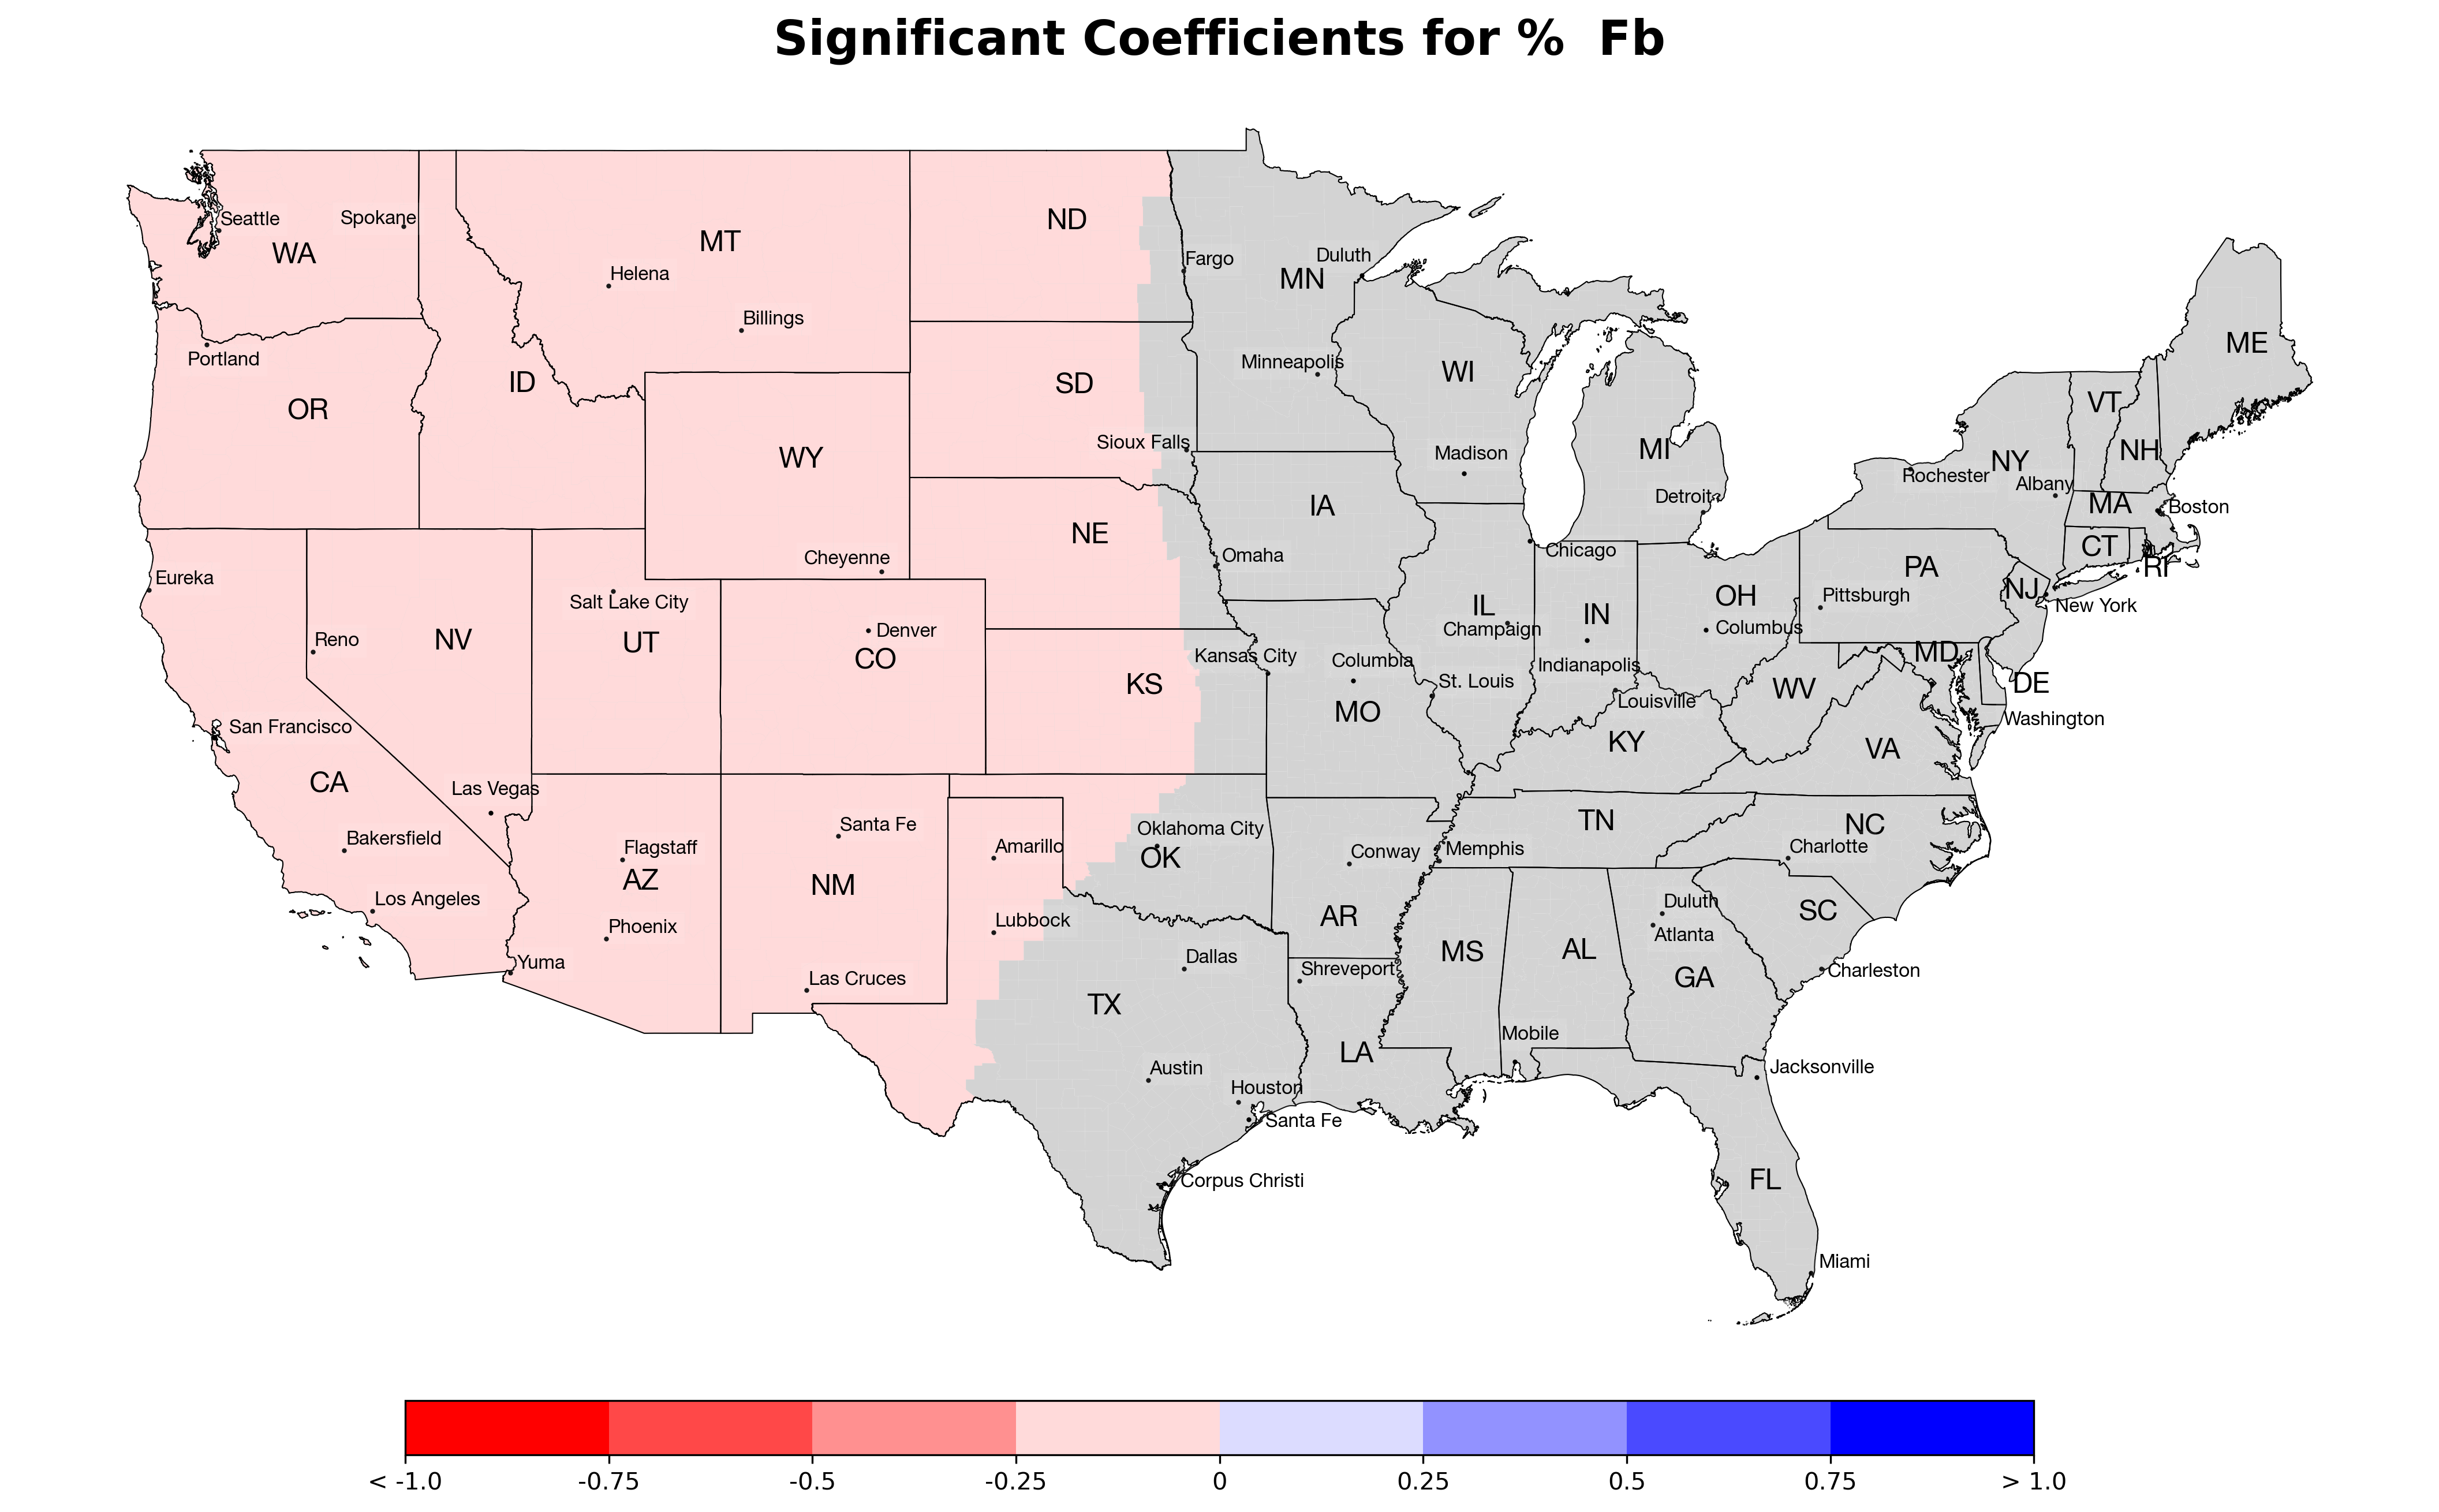 Significant Coefficients for %  Fb
Seattle
Spokane
WA
MT
ND
Helena
Fargo
Duluth
MN
Billings
Portland
ID
OR
SD
Minneapolis
WI
ME
VT
Sioux Falls
WY
Madison
MI
NH
NY
Rochester
Albany
Detroit
IA
MA
Boston
NE
Cheyenne
Omaha
Chicago
CT
RI
PA
Eureka
Salt Lake City
NJ
New York
Pittsburgh
OH
IL
IN
Champaign
Columbus
Denver
Reno
NV
UT
CO
Kansas City
Columbia
Indianapolis
MD
KS
St. Louis
WV
DE
Louisville
Washington
MO
San Francisco
KY
VA
CA
Las Vegas
Bakersfield
Santa Fe
Flagstaff
Amarillo
Oklahoma City
OK
TN
NC
Conway
Memphis
Charlotte
AZ
NM
Los Angeles
Phoenix
Lubbock
AR
Duluth
SC
Atlanta
MS
AL
GA
Yuma
Las Cruces
Dallas
Shreveport
Charleston
TX
Mobile
LA
Austin
Jacksonville
Houston
Santa Fe
Corpus Christi
FL
Miami
< -1.0
-0.75
-0.5
-0.25
0
0.25
0.5
0.75
> 1.0